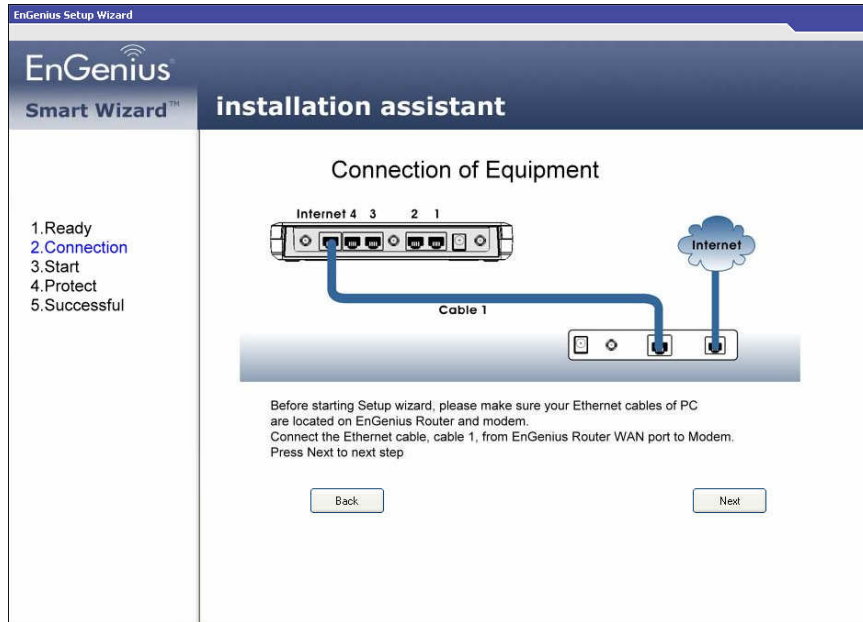 EnGenius Setup Wizard
EnGenius
Smart Wizard™
installation assistant
1.Ready
2.Connection
3.Start
4.Protect
5.Successful
Connection of Equipment
Internet 4 3 2 1
Internet
Cable 1
Before starting Setup wizard, please make sure your Ethernet cables of PC
are located on EnGenius Router and modem.
Connect the Ethernet cable, cable 1, from EnGenius Router WAN port to Modem.
Press Next to next step
Back
Next